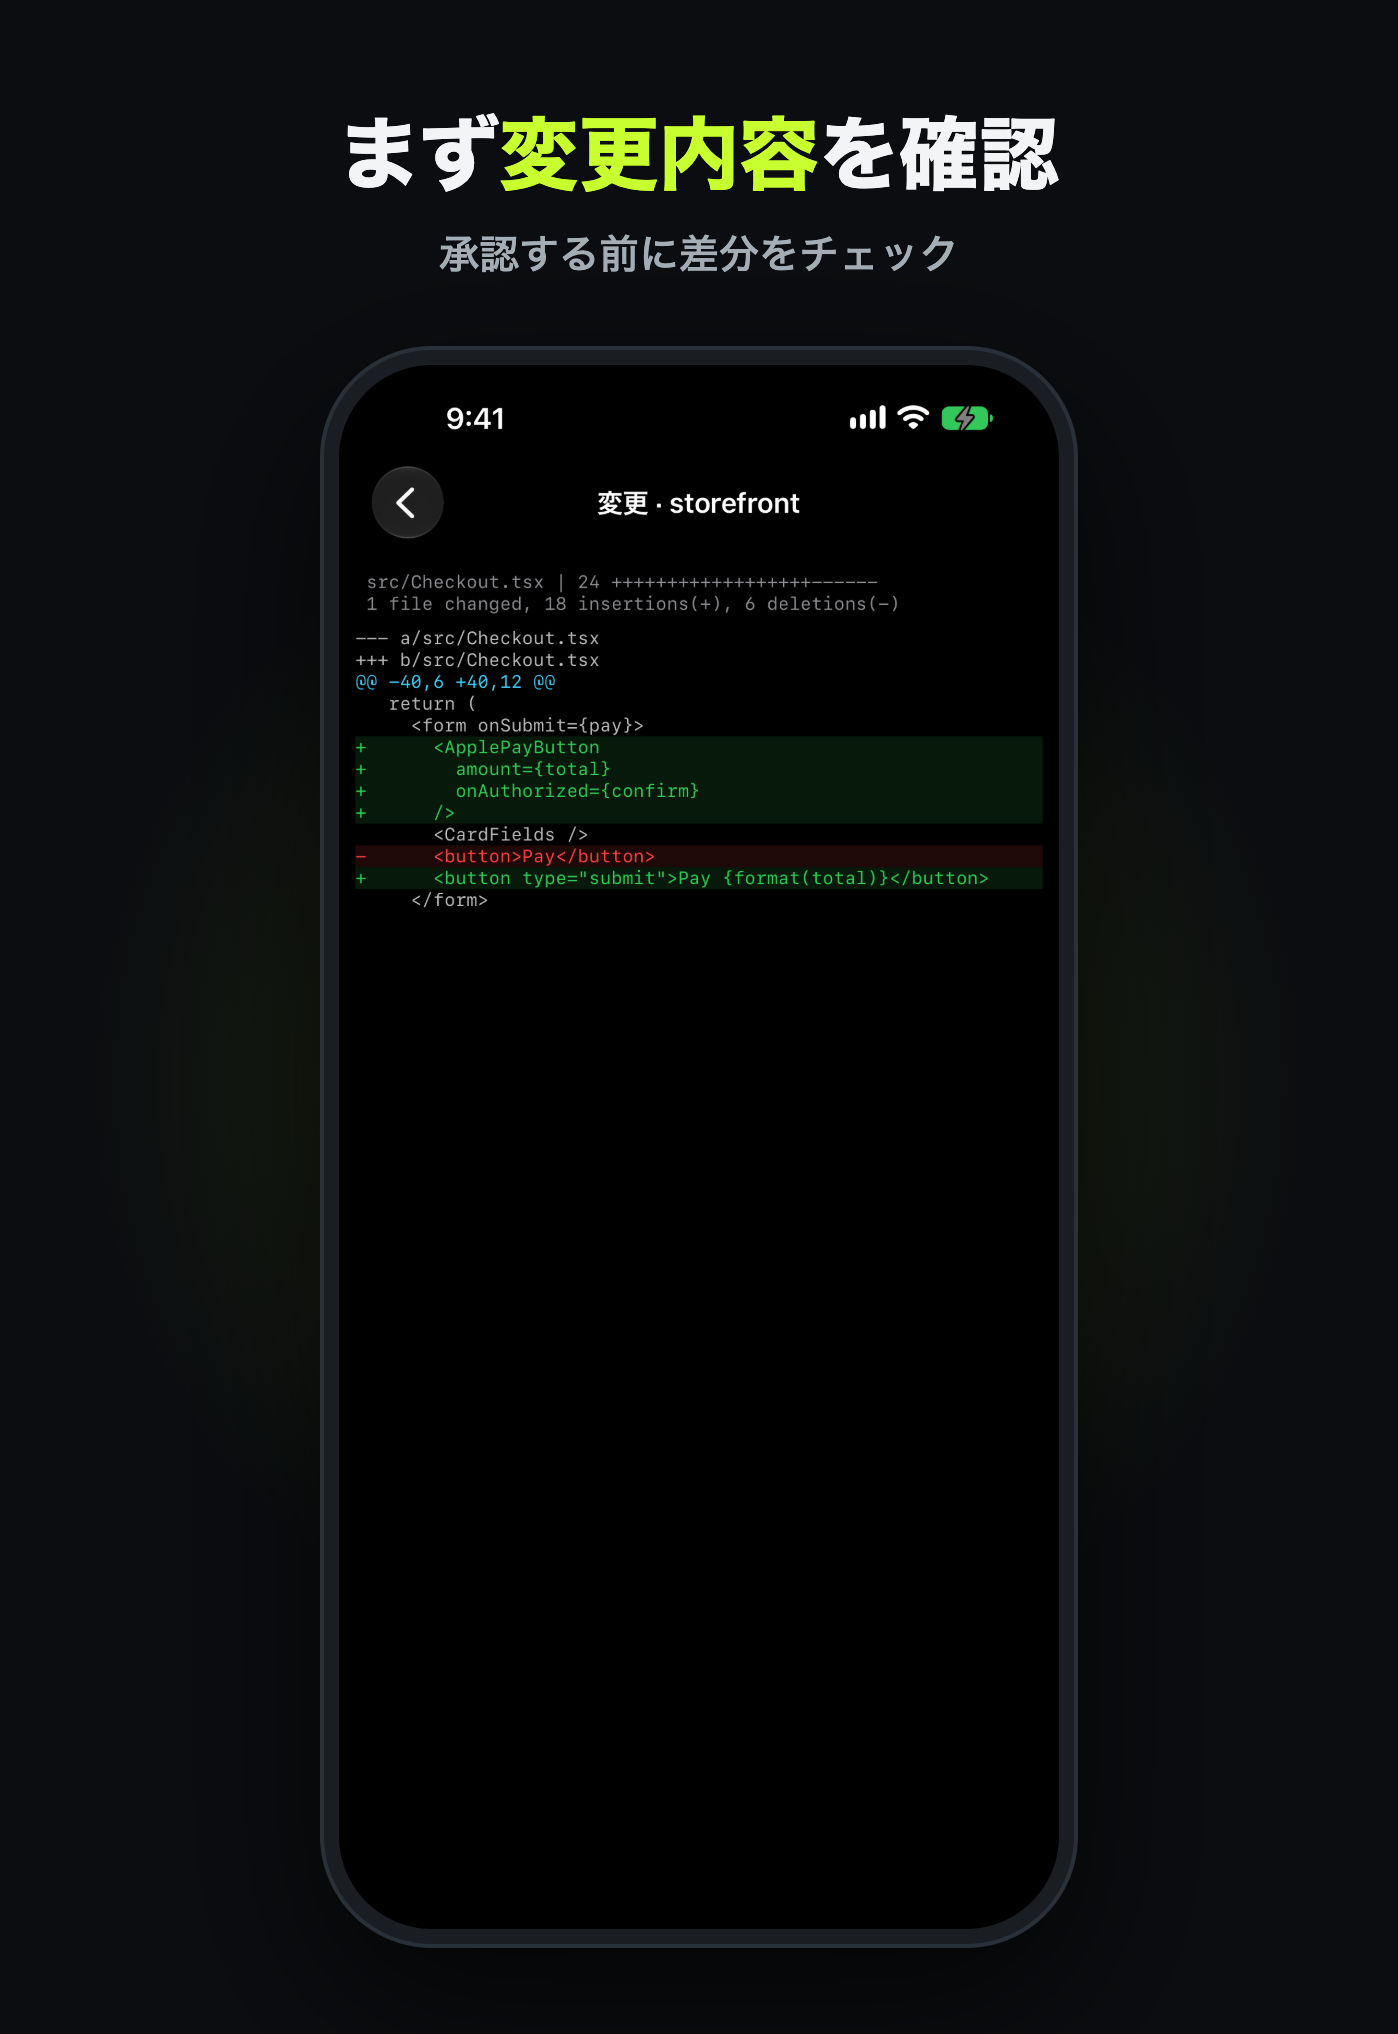 まず変更内容を確認
承認する前に差分をチェック
9:41
変更 · storefront
src/Checkout.tsx | 24 ++++++++++++++++++------
1 file changed, 18 insertions(+), 6 deletions(-)
--- a/src/Checkout.tsx
+++ b/src/Checkout.tsx
@@ -40,6 +40,12 @@
   return (
     <form onSubmit={pay}>
+      <ApplePayButton
+        amount={total}
+        onAuthorized={confirm}
+      />
       <CardFields />
-      <button>Pay</button>
+      <button type="submit">Pay {format(total)}</button>
     </form>